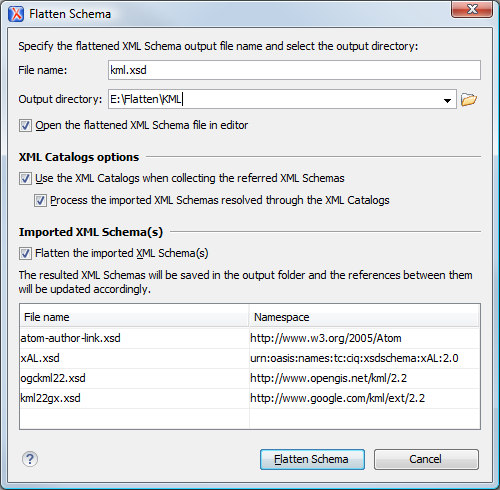 Flatten Schema
Specify the flattened XML Schema output file name and select the output directory:
File name: kml.xsd
Output directory: E:\Flatten\KML
Open the flattened XML Schema file in editor
XML Catalogs options
Use the XML Catalogs when collecting the referred XML Schemas
Process the imported XML Schemas resolved through the XML Catalogs
Imported XML Schema(s)
Flatten the imported XML Schema(s)
The resulted XML Schemas will be saved in the output folder and the references between them
will be updated accordingly.
File name Namespace
atom-author-link.xsd http://www.w3.org/2005/Atom
xAL.xsd urn:oasis:names:tc:ciq:xsdschema:xAL:2.0
ogckml22.xsd http://www.opengis.net/kml/2.2
kml22gx.xsd http://www.google.com/kml/ext/2.2
? Flatten Schema Cancel